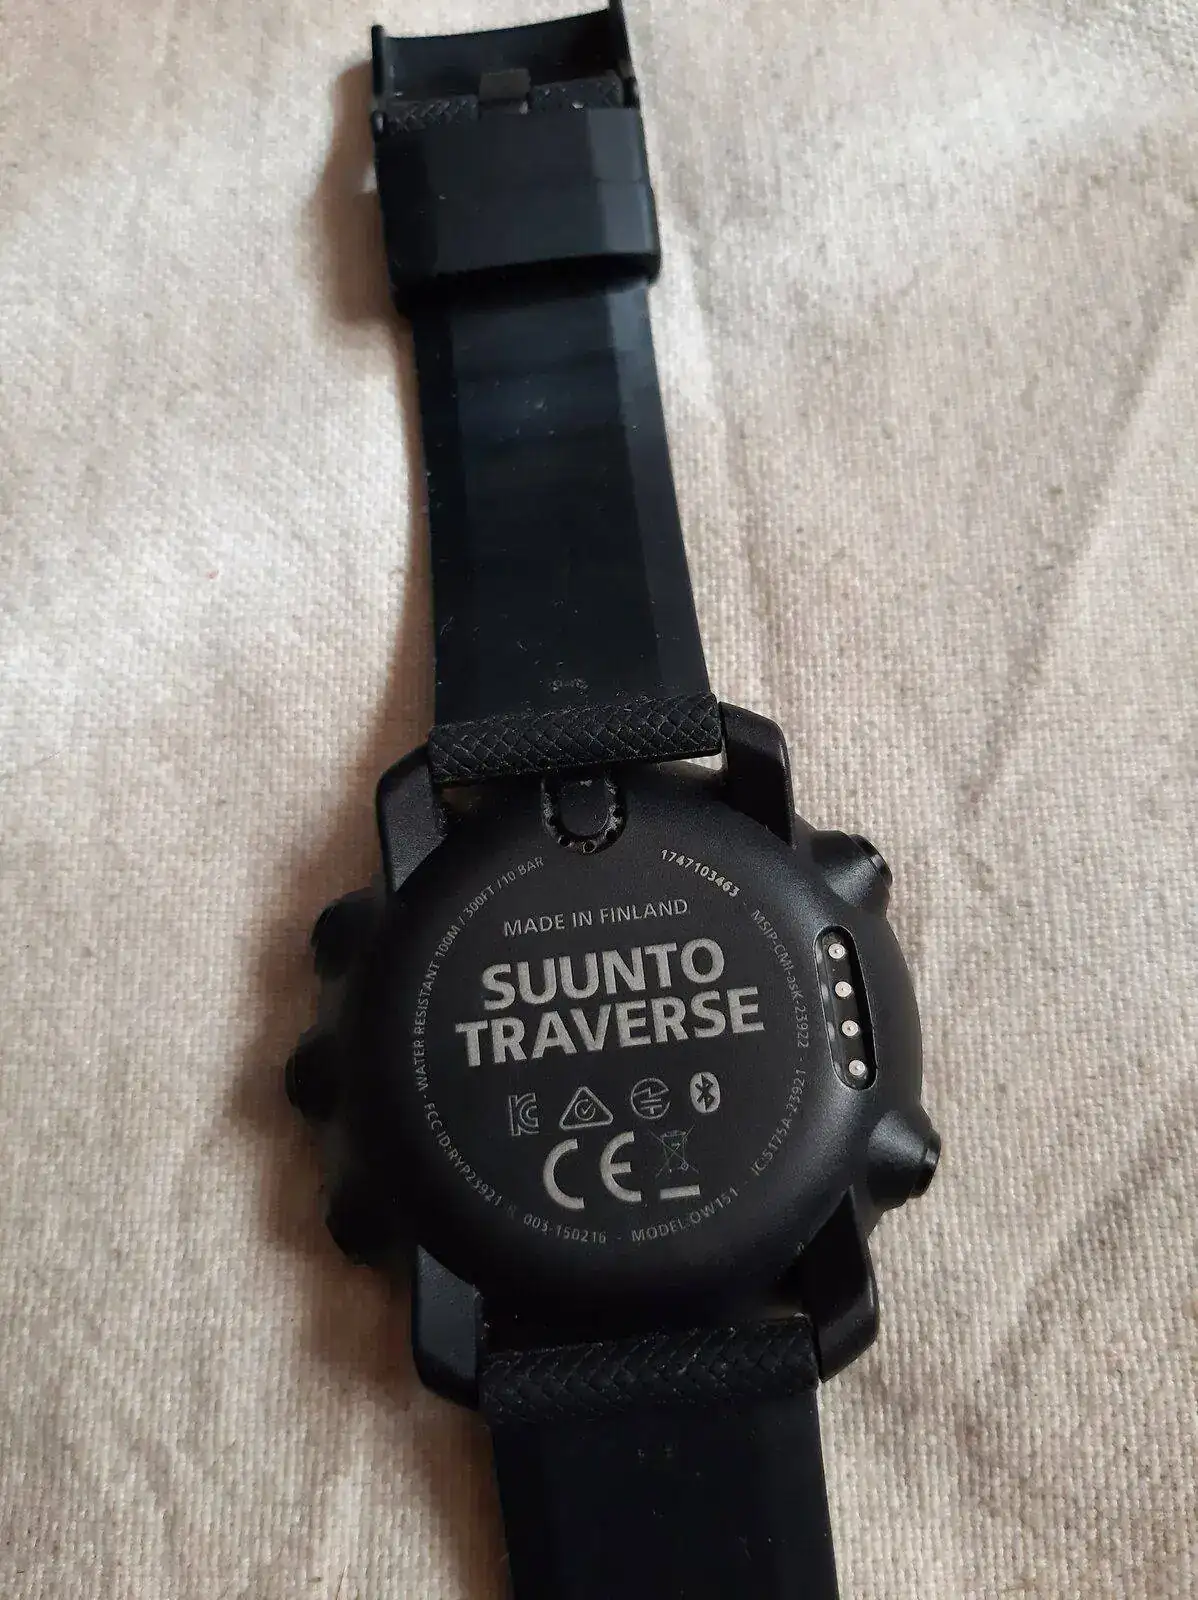 MADE IN FINLAND
SUUNTO
TRAVERSE
CE
WATER RESISTANT 100M / 300FT / 10 BAR
1747103463
MSIP-CMI-asK-23922
IC:5175A-23921
MODEL:OW151
003-150216
FCC ID:RYP23921